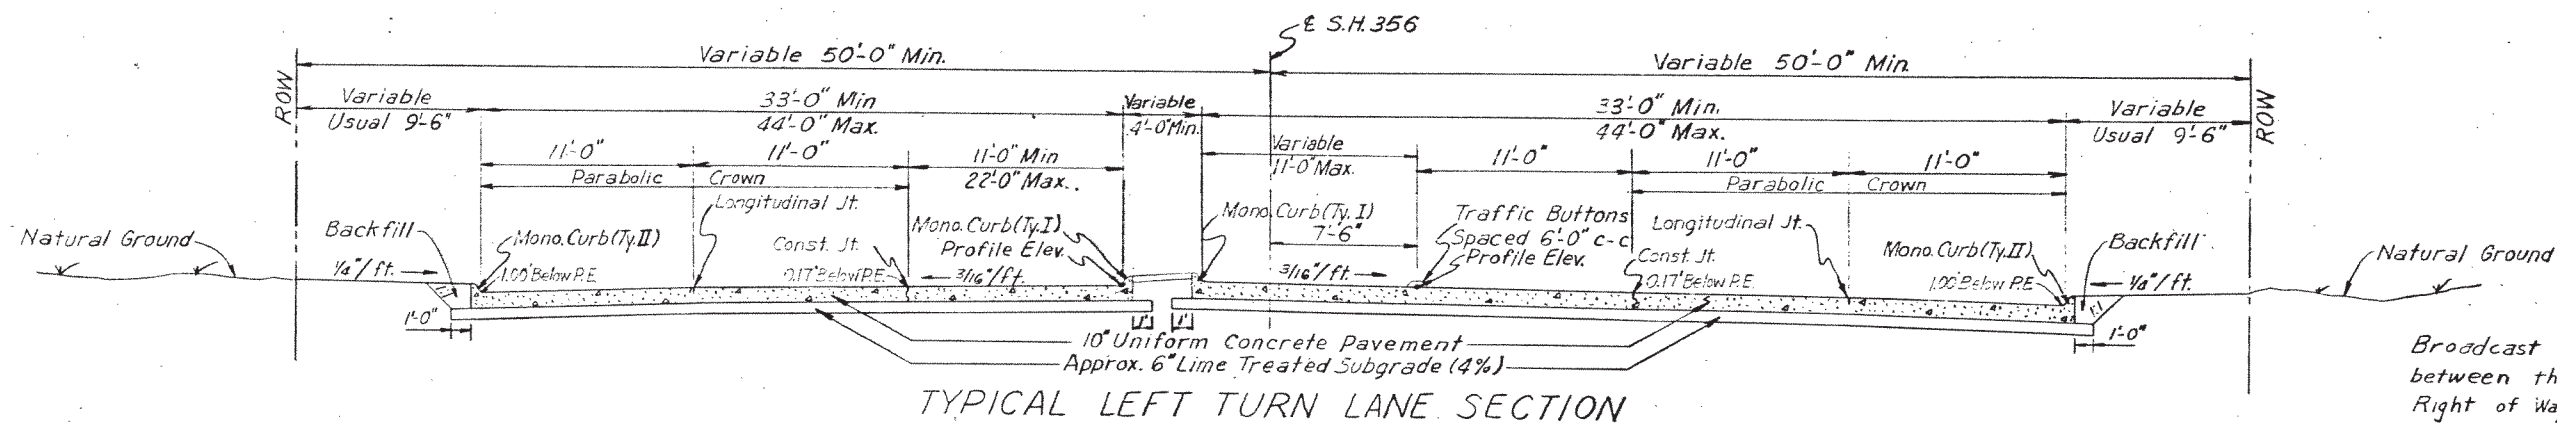 ℄ S.H. 356
Variable 50'-0" Min.
Variable 50'-0" Min.
ROW
Variable
Usual 9'-6"
33'-0" Min
44'-0" Max.
Variable
4'-0" Min.
33'-0" Min.
44'-0" Max.
Variable
Usual 9'-6"
ROW
11'-0"
11'-0"
11'-0" Min
22'-0" Max.
Variable
11'-0" Max.
11'-0"
11'-0"
11'-0"
Parabolic Crown
Parabolic Crown
Natural Ground
Backfill
1/4"/ft.
Mono. Curb (Ty. II)
1.00' Below P.E.
Longitudinal Jt.
Const. Jt.
0.17' Below P.E.
Mono. Curb (Ty. I)
Profile Elev.
3/16"/ft.
Mono. Curb (Ty. I)
7'-6"
3/16"/ft.
Traffic Buttons
Spaced 6'-0" c-c
Profile Elev.
Longitudinal Jt.
Const. Jt.
0.17' Below P.E.
Mono. Curb (Ty. II)
1.00' Below P.E.
Backfill
1/4"/ft.
Natural Ground
1'-0"
1'
1'
1'-0"
10" Uniform Concrete Pavement
Approx. 6" Lime Treated Subgrade (4%)
TYPICAL LEFT TURN LANE SECTION
Broadcast
between th
Right of Wa